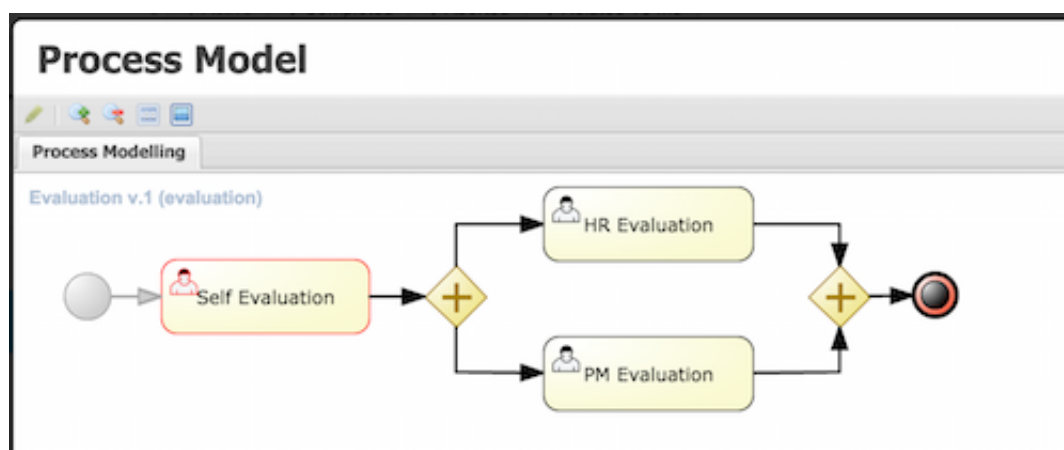 Process Model
Process Modelling
Evaluation v.1 (evaluation)
HR Evaluation
Self Evaluation
PM Evaluation